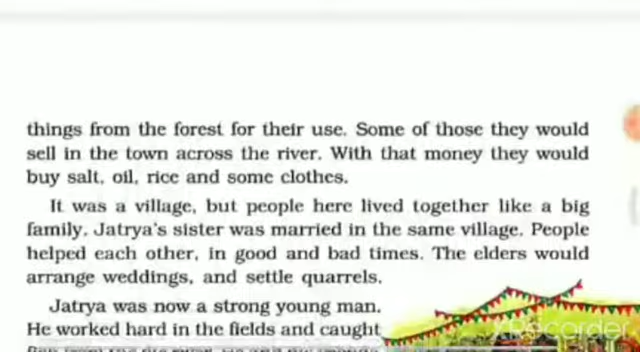 things from the forest for their use. Some of those they would
sell in the town across the river. With that money they would
buy salt, oil, rice and some clothes.
It was a village, but people here lived together like a big
family. Jatrya's sister was married in the same village. People
helped each other, in good and bad times. The elders would
arrange weddings, and settle quarrels.
Jatrya was now a strong young man.
He worked hard in the fields and caught
XRecorder